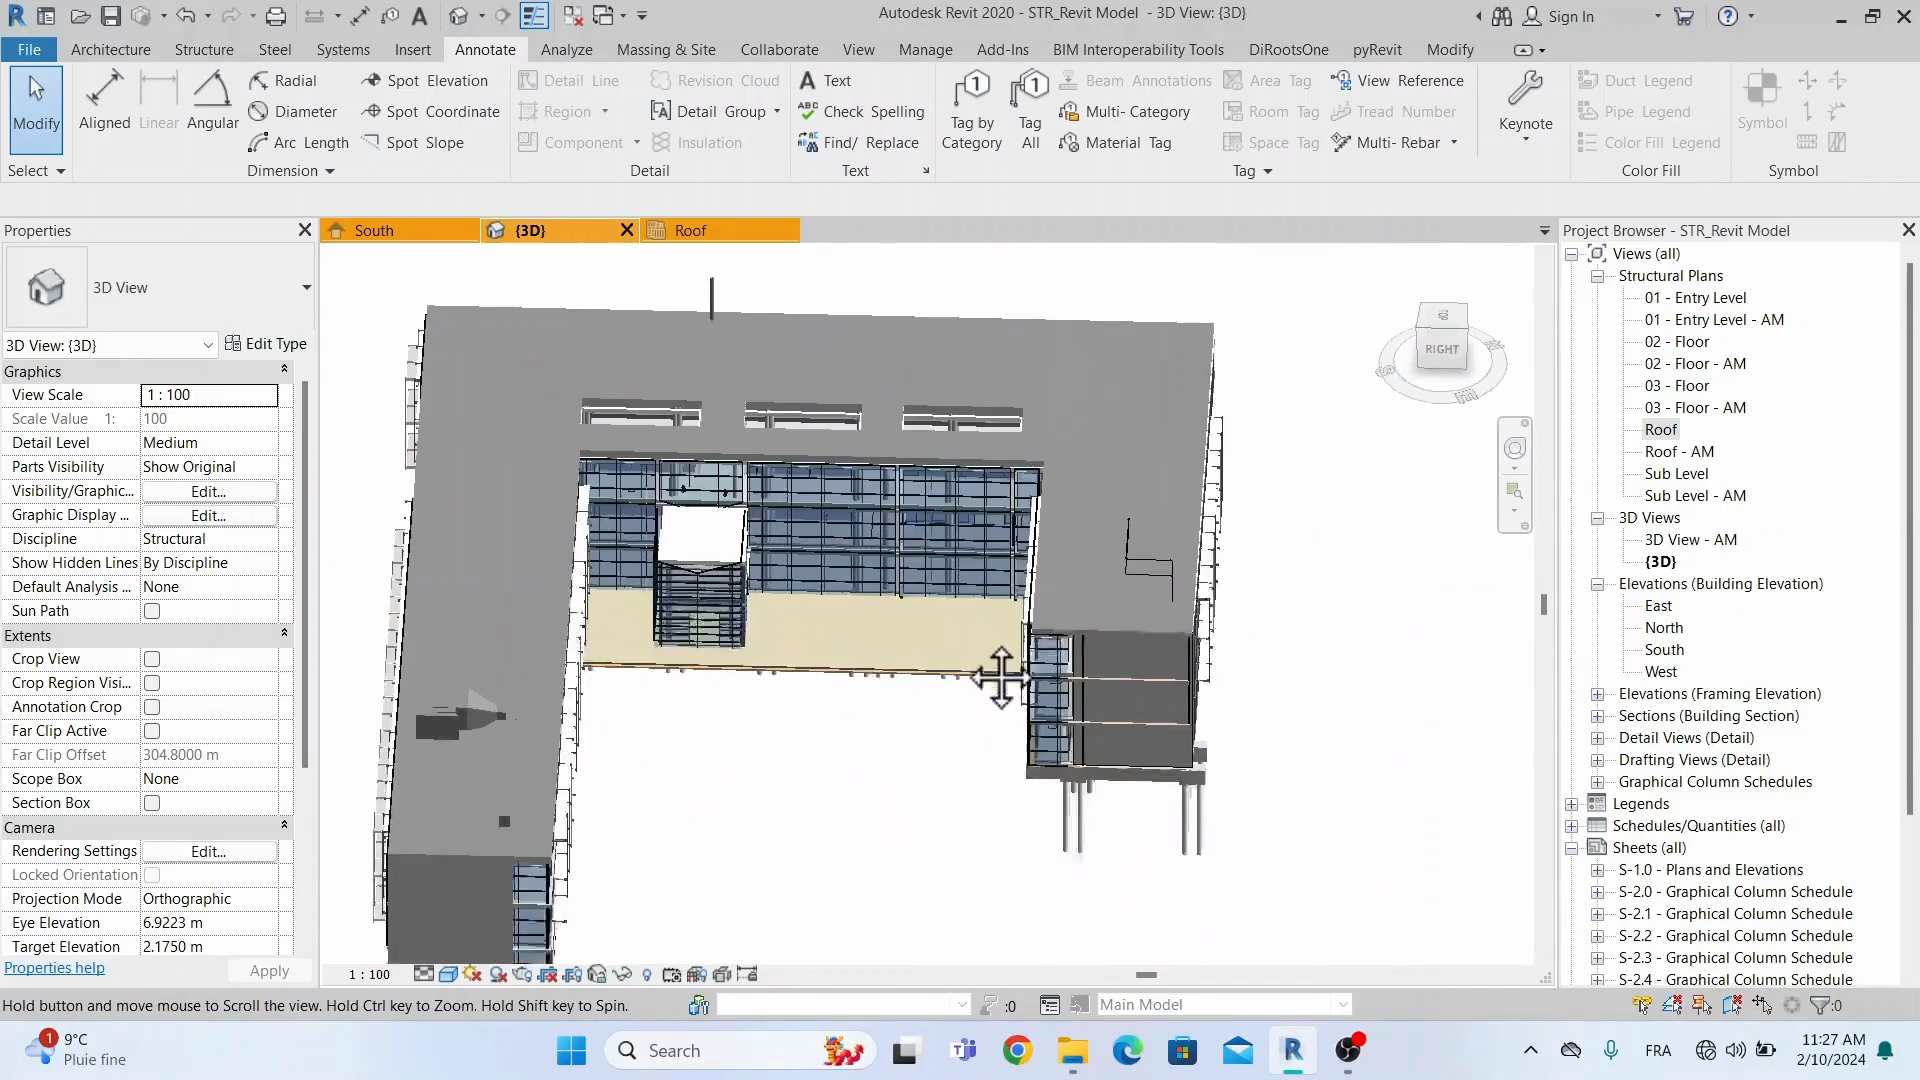 Autodesk Revit 2020 - STR_Revit Model - 3D View: {3D}
Sign In
File Architecture Structure Steel Systems Insert Annotate Analyze Massing & Site Collaborate View Manage Add-Ins BIM Interoperability Tools DiRootsOne pyRevit Modify
Modify
Aligned
Linear
Angular
Radial
Diameter
Arc Length
Spot Elevation
Spot Coordinate
Spot Slope
Detail Line
Region
Component
Revision Cloud
Detail Group
Insulation
Text
Check Spelling
Find/ Replace
Tag by
Category
Tag
All
Beam Annotations
Multi- Category
Material Tag
Area Tag
Room Tag
Space Tag
View Reference
Tread Number
Multi- Rebar
Keynote
Duct Legend
Pipe Legend
Color Fill Legend
Symbol
Select Dimension Detail Text Tag Color Fill Symbol
Properties
South
{3D}
Roof
Project Browser - STR_Revit Model
3D View
3D View: {3D}
Edit Type
Graphics
View Scale 1 : 100
Scale Value 1: 100
Detail Level Medium
Parts Visibility Show Original
Visibility/Graphic... Edit...
Graphic Display ... Edit...
Discipline Structural
Show Hidden Lines By Discipline
Default Analysis ... None
Sun Path
Extents
Crop View
Crop Region Visi...
Annotation Crop
Far Clip Active
Far Clip Offset 304.8000 m
Scope Box None
Section Box
Camera
Rendering Settings Edit...
Locked Orientation
Projection Mode Orthographic
Eye Elevation 6.9223 m
Target Elevation 2.1750 m
Properties help
Apply
RIGHT
1 : 100
Views (all)
Structural Plans
01 - Entry Level
01 - Entry Level - AM
02 - Floor
02 - Floor - AM
03 - Floor
03 - Floor - AM
Roof
Roof - AM
Sub Level
Sub Level - AM
3D Views
3D View - AM
{3D}
Elevations (Building Elevation)
East
North
South
West
Elevations (Framing Elevation)
Sections (Building Section)
Detail Views (Detail)
Drafting Views (Detail)
Graphical Column Schedules
Legends
Schedules/Quantities (all)
Sheets (all)
S-1.0 - Plans and Elevations
S-2.0 - Graphical Column Schedule
S-2.1 - Graphical Column Schedule
S-2.2 - Graphical Column Schedule
S-2.3 - Graphical Column Schedule
S-2.4 - Graphical Column Schedule
Hold button and move mouse to Scroll the view. Hold Ctrl key to Zoom. Hold Shift key to Spin.
:0
Main Model
:0
1
9°C
Pluie fine
Search
FRA
11:27 AM
2/10/2024